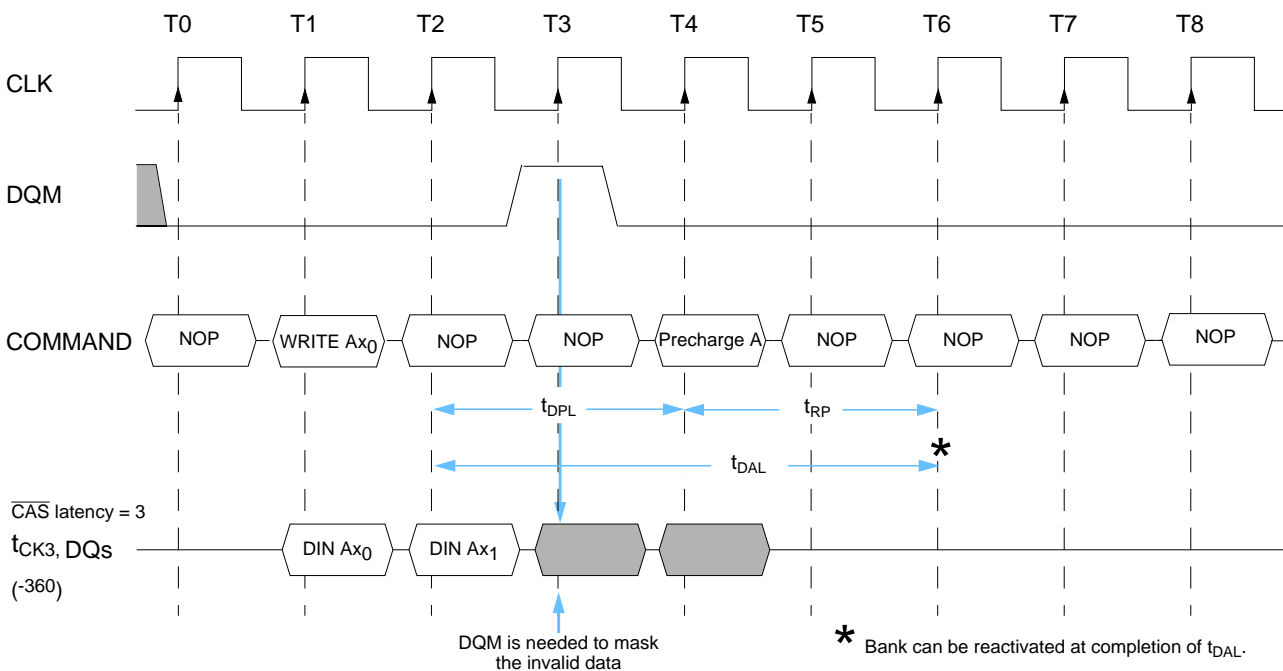 T0 T1 T2 T3 T4 T5 T6 T7 T8
CLK
DQM
COMMAND NOP WRITE Ax0 NOP NOP Precharge A NOP NOP NOP NOP
tDPL tRP
*
tDAL
CAS latency = 3
tCK3, DQs DIN Ax0 DIN Ax1
(-360)
DQM is needed to mask
the invalid data
* Bank can be reactivated at completion of tDAL.